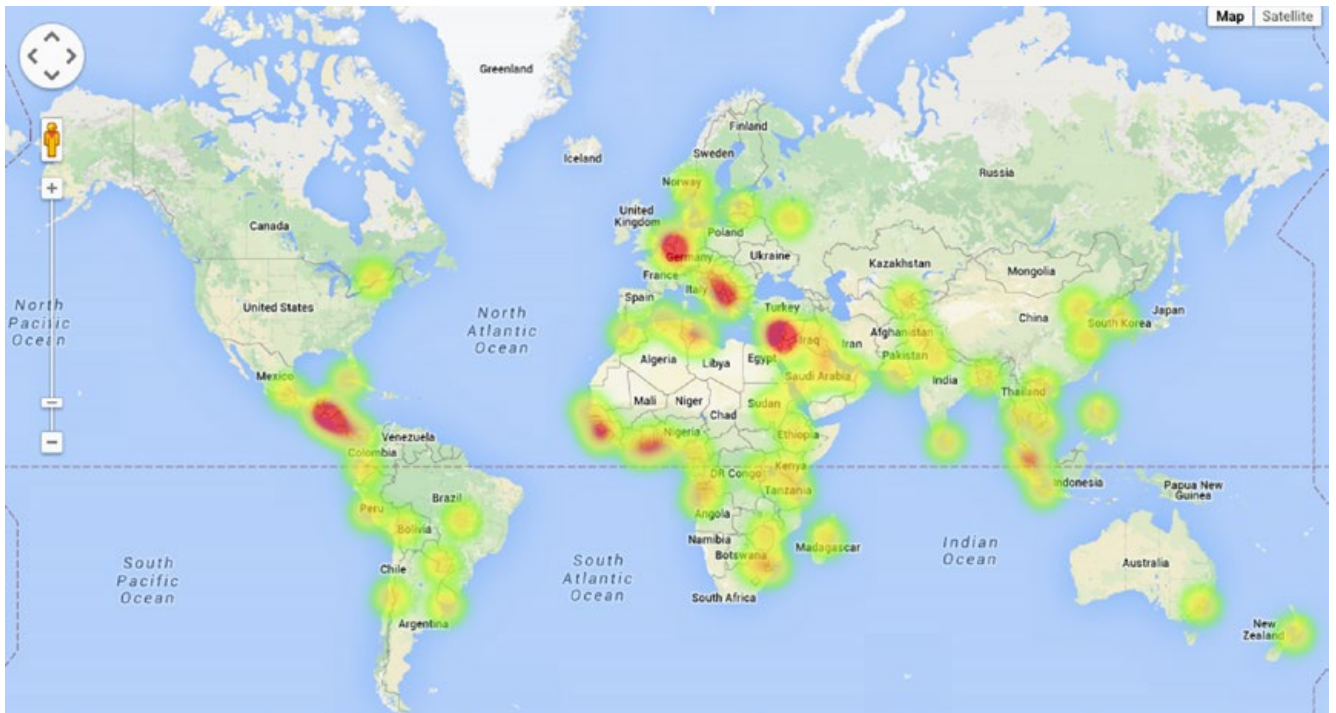 Map Satellite
Greenland
Finland
Iceland
Sweden
Russia
Norway
United
Kingdom
Canada
Poland
Germany
Ukraine
Kazakhstan
Mongolia
France
Italy
Spain
North
Pacific
Ocean
United States
North
Atlantic
Ocean
Turkey
Japan
China
South Korea
Afghanistan
Iraq
Iran
Algeria
Libya
Egypt
Pakistan
Mexico
Saudi Arabia
India
Thailand
Mali
Niger
Chad
Sudan
Nigeria
Ethiopia
Venezuela
Colombia
DR Congo
Kenya
Tanzania
Indonesia
Papua New
Guinea
Brazil
Peru
Angola
Bolivia
Namibia
Botswana
Madagascar
Indian
Ocean
South
Pacific
Ocean
Chile
South
Atlantic
Ocean
Australia
South Africa
Argentina
New
Zealand